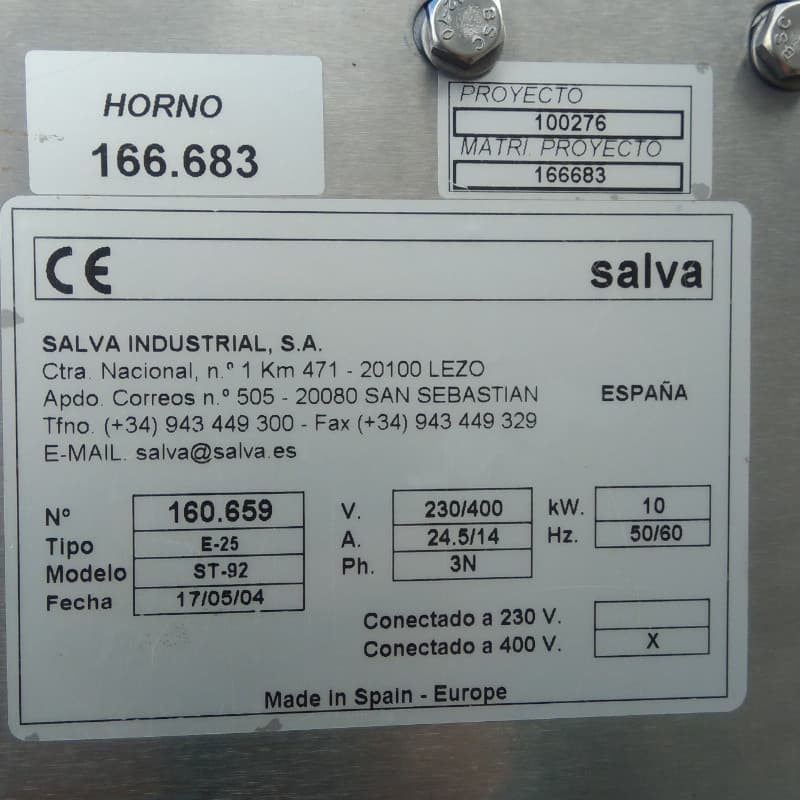 HORNO
166.683
PROYECTO
100276
MATRI. PROYECTO
166683
CE
salva
SALVA INDUSTRIAL, S.A.
Ctra. Nacional, n.º 1 Km 471 - 20100 LEZO
Apdo. Correos n.º 505 - 20080 SAN SEBASTIAN
ESPAÑA
Tfno. (+34) 943 449 300 - Fax (+34) 943 449 329
E-MAIL. salva@salva.es
Nº 160.659 V. 230/400 kW. 10
Tipo E-25 A. 24.5/14 Hz. 50/60
Modelo ST-92 Ph. 3N
Fecha 17/05/04
Conectado a 230 V.
Conectado a 400 V. X
Made in Spain - Europe